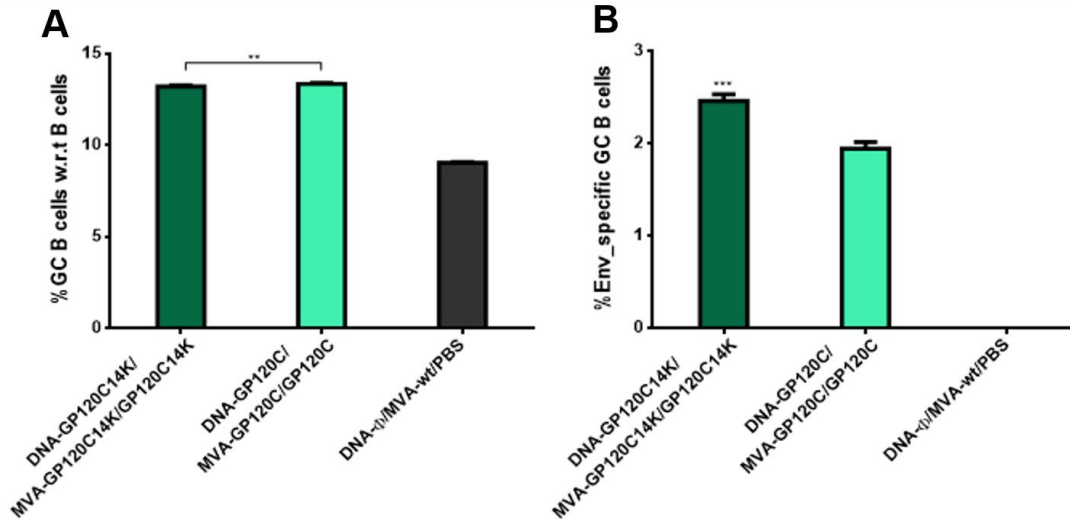 A
% GC B cells w.r.t B cells
15
10
5
0
**
DNA-GP120C14K/
MVA-GP120C14K/GP120C14K
DNA-GP120C/
MVA-GP120C/GP120C
DNA-ϕ/MVA-wt/PBS
B
% Env_specific GC B cells
3
2
1
0
***
DNA-GP120C14K/
MVA-GP120C14K/GP120C14K
DNA-GP120C/
MVA-GP120C/GP120C
DNA-ϕ/MVA-wt/PBS